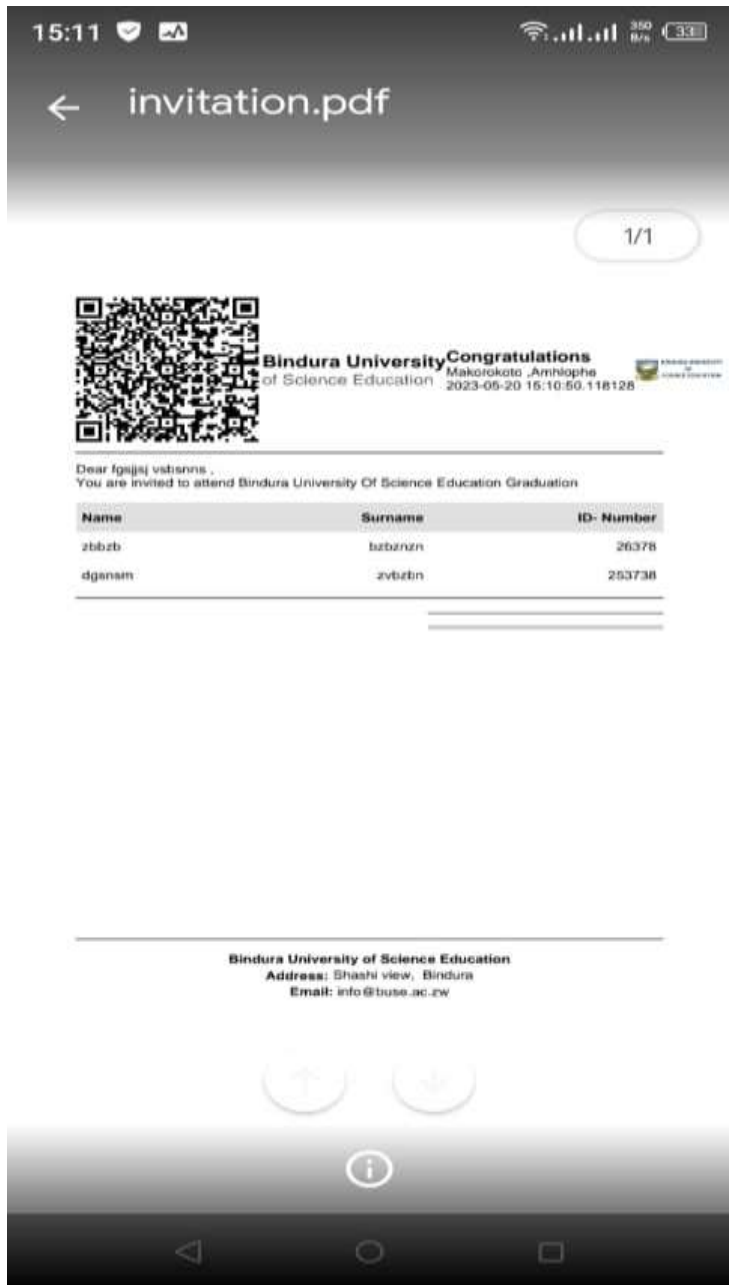 15:11
350
B/s
33
invitation.pdf
1/1
Bindura University
of Science Education
Congratulations
Makorokoto ,Amhlophe
2023-05-20 15:10:50.118128
Dear fgsjjsj vsbsnns ,
You are invited to attend Bindura University Of Science Education Graduation
Name Surname ID- Number
zbbzb bzbznzn 26378
dgsnsm zvbzbn 253738
Bindura University of Science Education
Address: Shashi view, Bindura
Email: info@buse.ac.zw